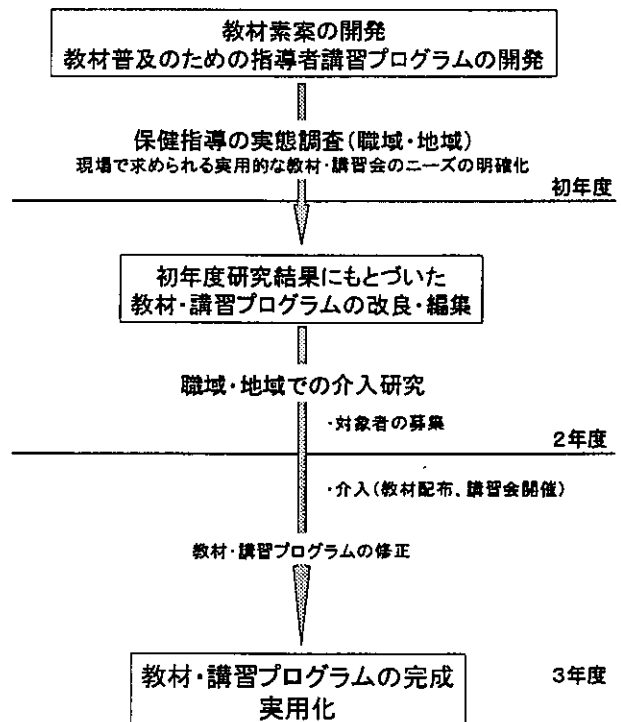 教材素案の開発
教材普及のための指導者講習プログラムの開発
保健指導の実態調査(職域・地域)
現場で求められる実用的な教材・講習会のニーズの明確化
初年度
初年度研究結果にもとづいた
教材・講習プログラムの改良・編集
職域・地域での介入研究
・対象者の募集
2年度
・介入(教材配布、講習会開催)
教材・講習プログラムの修正
教材・講習プログラムの完成
実用化
3年度